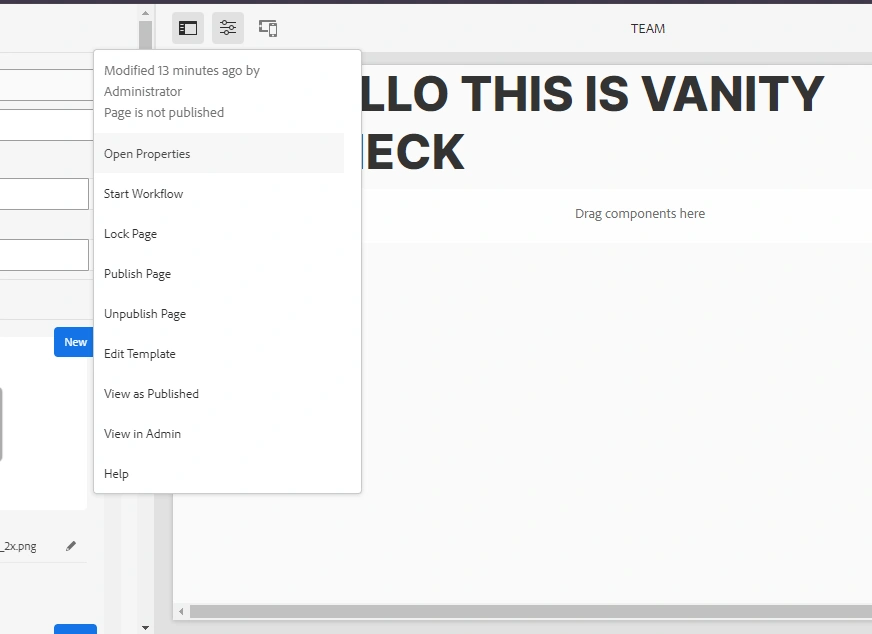 TEAM
Modified 13 minutes ago by
Administrator
Page is not published
Open Properties
Start Workflow
Lock Page
Publish Page
Unpublish Page
Edit Template
View as Published
View in Admin
Help
LLO THIS IS VANITY
ECK
Drag components here
New
_2x.png